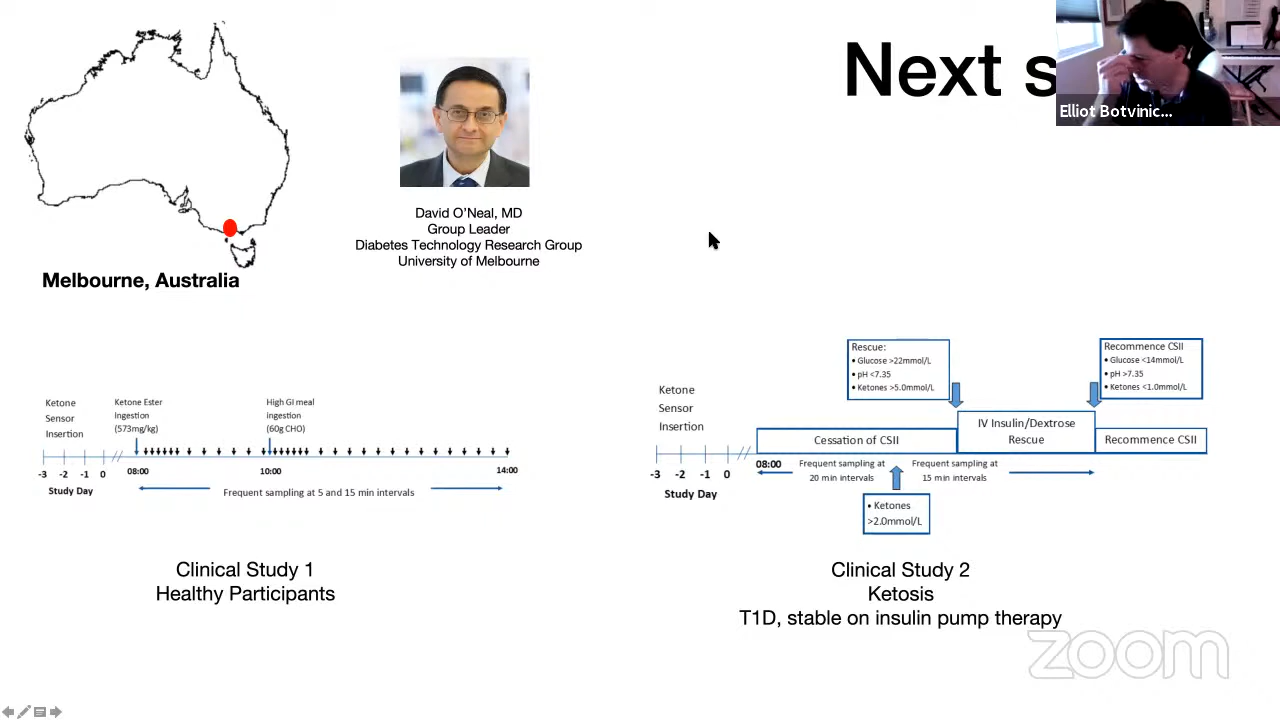 Next s
Elliot Botvinic...
David O'Neal, MD
Group Leader
Diabetes Technology Research Group
University of Melbourne
Melbourne, Australia
Ketone
Sensor
Insertion
Ketone Ester
ingestion
(573mg/kg)
High GI meal
ingestion
(60g CHO)
-3 -2 -1 0
08:00
10:00
14:00
Study Day
Frequent sampling at 5 and 15 min intervals
Clinical Study 1
Healthy Participants
Rescue:
• Glucose >22mmol/L
• pH <7.35
• Ketones >5.0mmol/L
Recommence CSII
• Glucose <14mmol/L
• pH >7.35
• Ketones <1.0mmol/L
Ketone
Sensor
Insertion
Cessation of CSII
IV Insulin/Dextrose
Rescue
Recommence CSII
-3 -2 -1 0
08:00
Study Day
Frequent sampling at
20 min intervals
Frequent sampling at
15 min intervals
• Ketones
>2.0mmol/L
Clinical Study 2
Ketosis
T1D, stable on insulin pump therapy
zoom